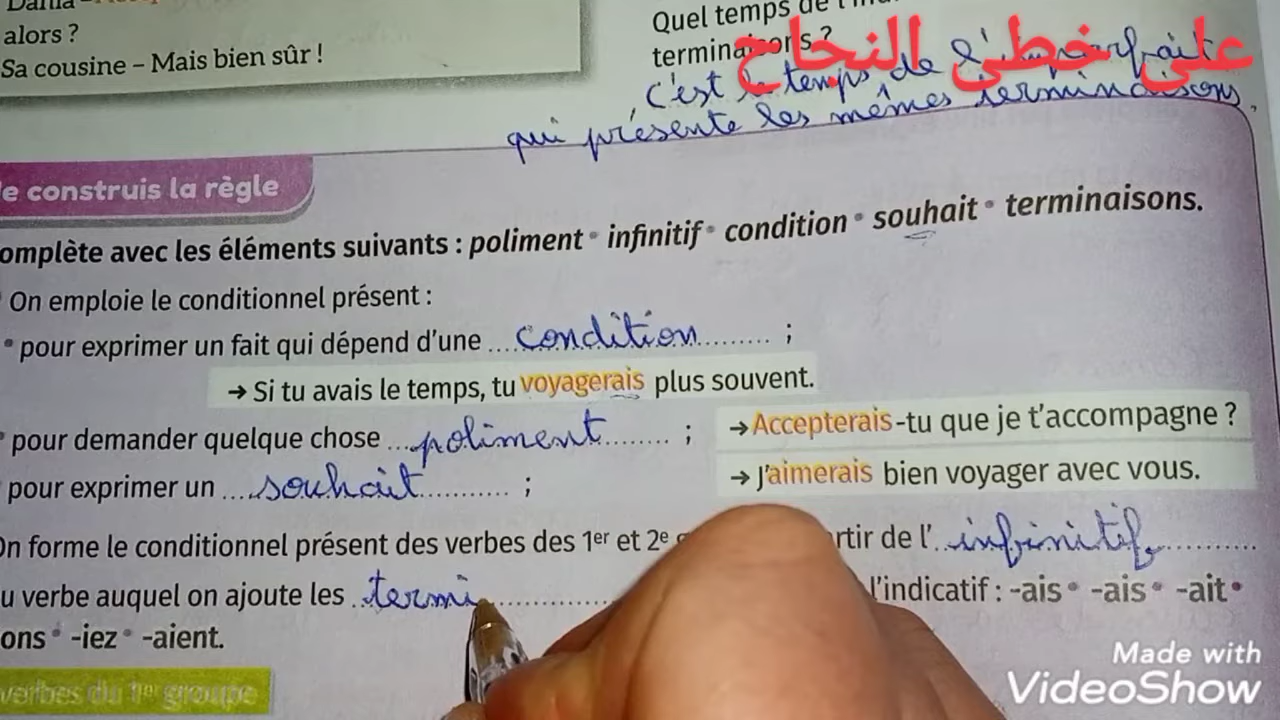 alors ?
Sa cousine – Mais bien sûr !
Quel temps de l'
terminaisons ?
على خطى النجاح
c'est le temps de l'imparfait
qui présente les mêmes terminaisons.
e construis la règle
omplète avec les éléments suivants : poliment • infinitif • condition • souhait • terminaisons.
On emploie le conditionnel présent :
• pour exprimer un fait qui dépend d'une ... condition ... ;
→ Si tu avais le temps, tu voyagerais plus souvent.
• pour demander quelque chose ... poliment ... ;
→ Accepterais-tu que je t'accompagne ?
pour exprimer un ... souhait ... ;
→ J'aimerais bien voyager avec vous.
On forme le conditionnel présent des verbes des 1er et 2e rtir de l' infinitif
u verbe auquel on ajoute les termi l'indicatif : -ais • -ais • -ait •
ons • -iez • -aient.
verbes du 1er groupe
Made with
VideoShow